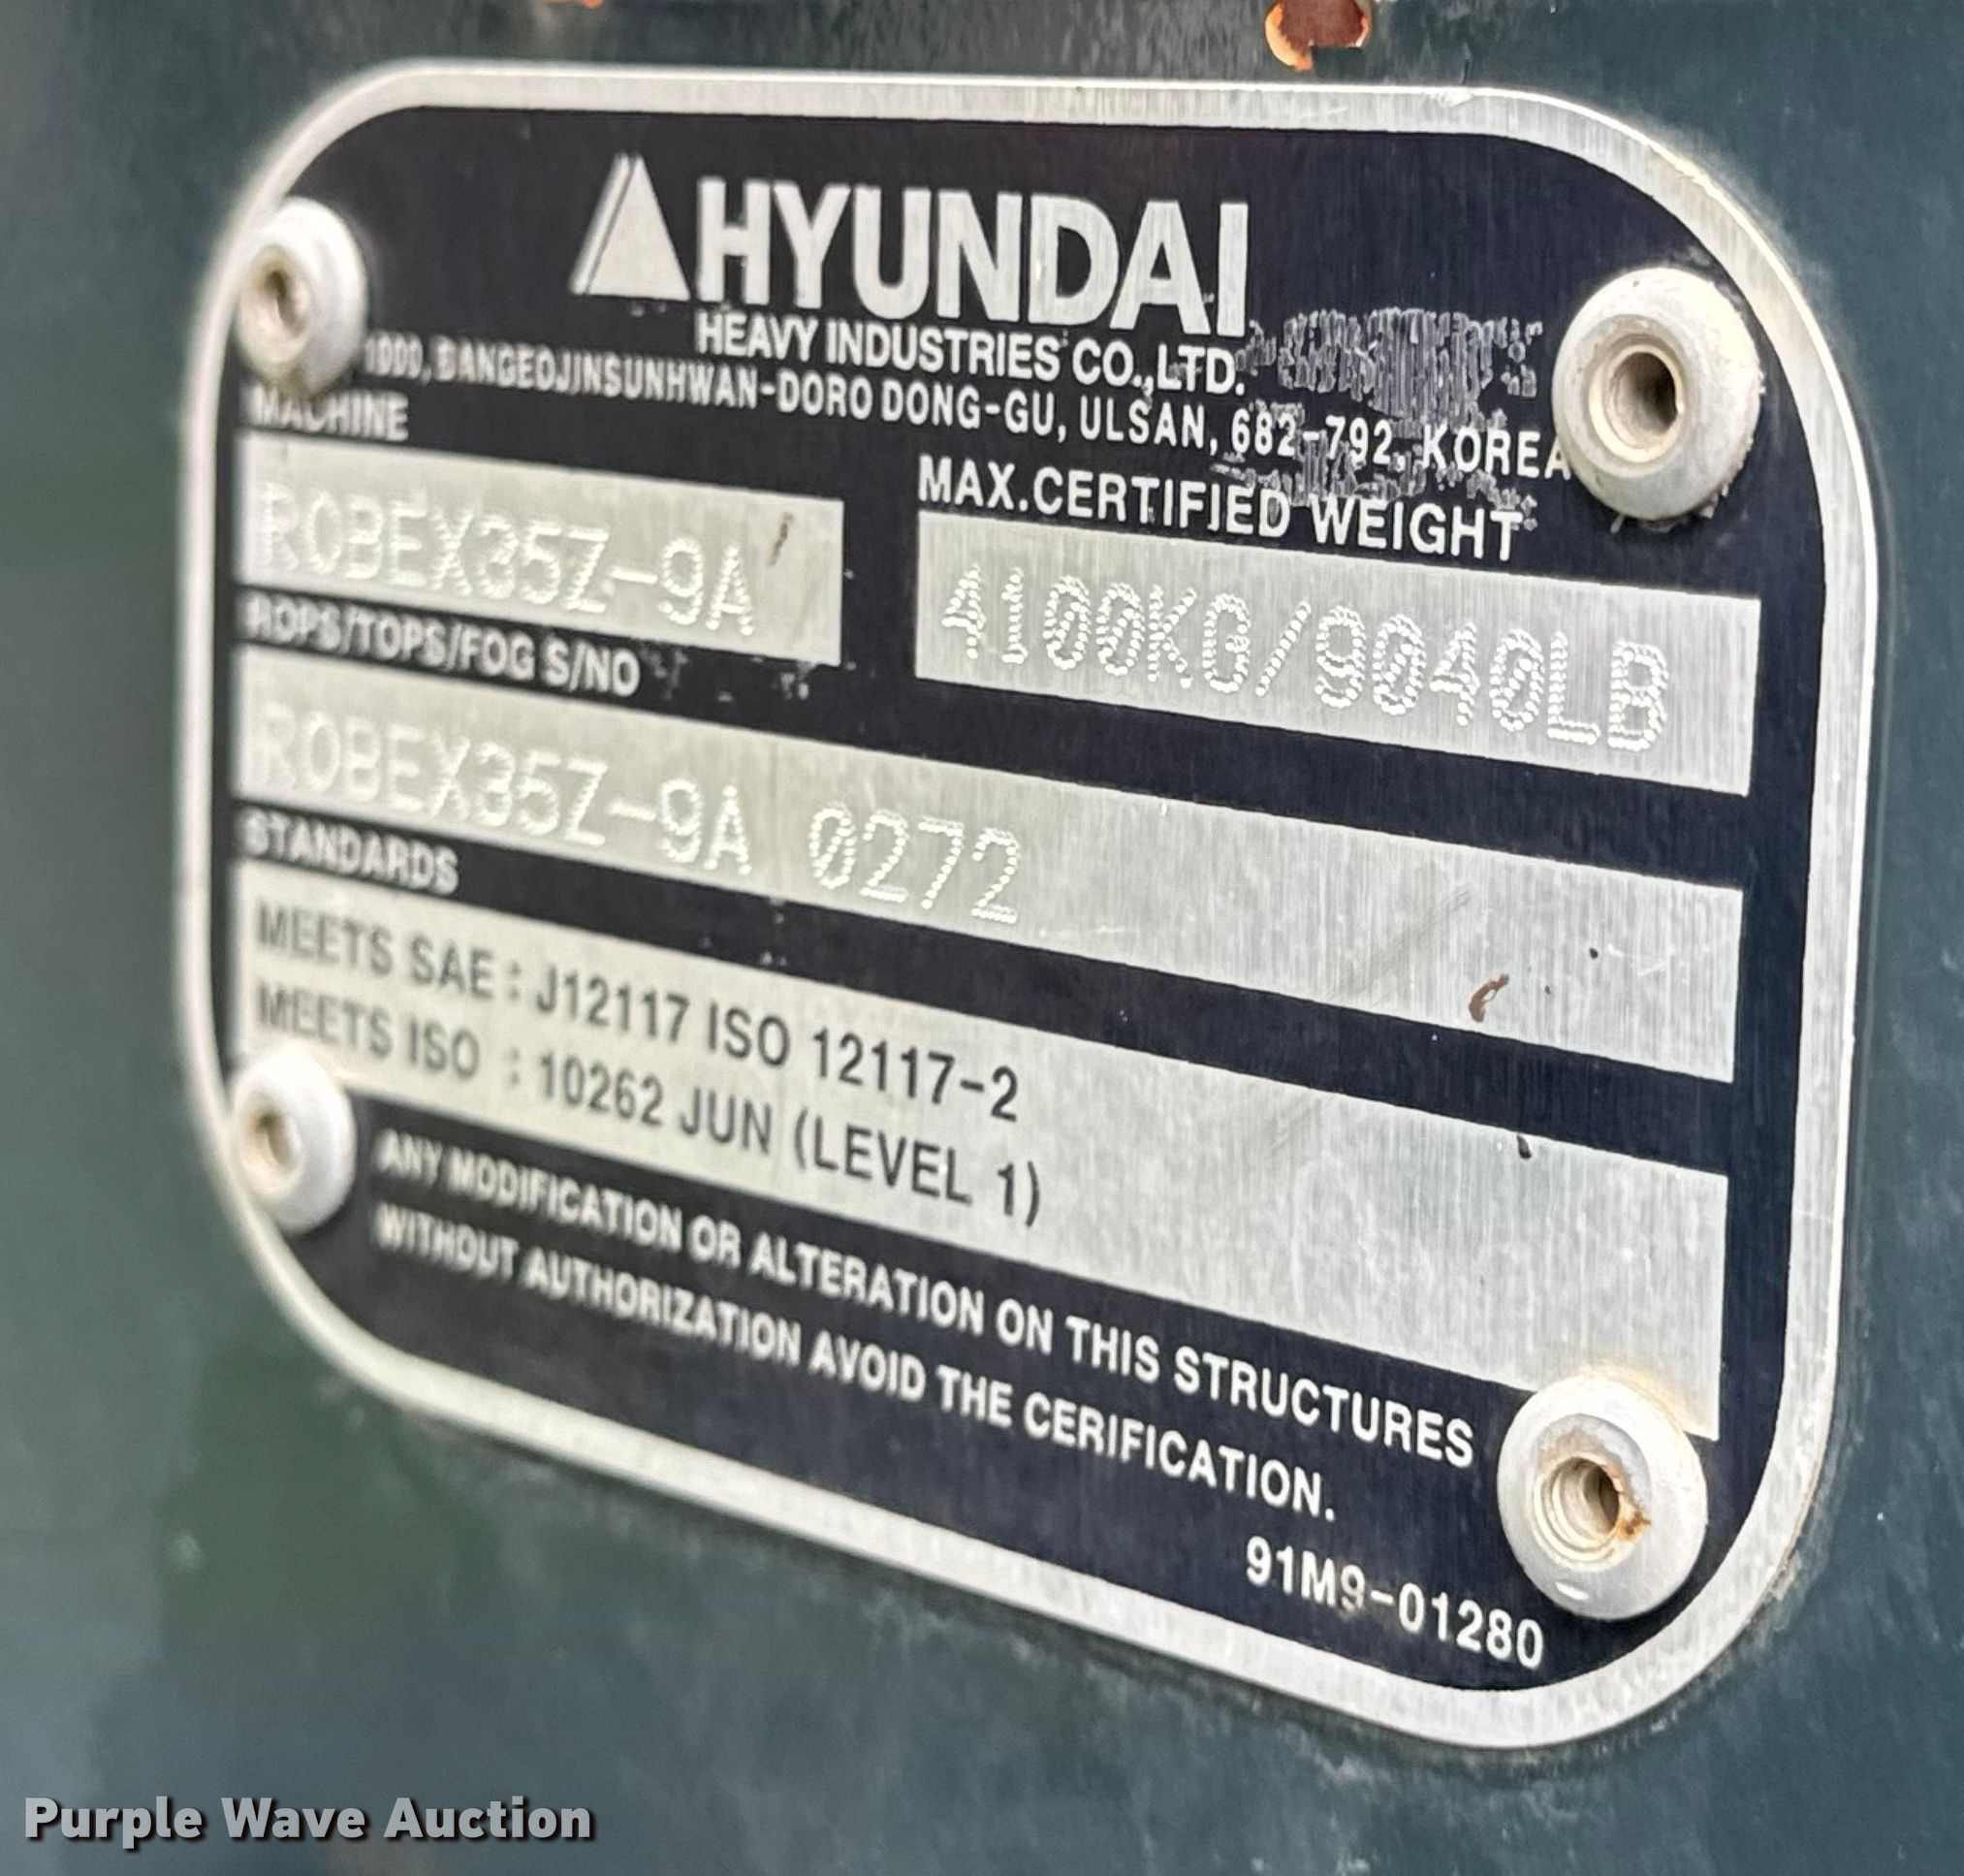 HYUNDAI
HEAVY INDUSTRIES CO.,LTD.
1000, BANGEOJINSUNHWAN-DORO DONG-GU, ULSAN, 682-792, KOREA
MACHINE
MAX.CERTIFIED WEIGHT
ROBEX35Z-9A
4100KG/9040LB
ROPS/TOPS/FOG S/NO
ROBEX35Z-9A 0272
STANDARDS
MEETS SAE : J12117 ISO 12117-2
MEETS ISO : 10262 JUN (LEVEL 1)
ANY MODIFICATION OR ALTERATION ON THIS STRUCTURES
WITHOUT AUTHORIZATION AVOID THE CERIFICATION.
91M9-01280
Purple Wave Auction